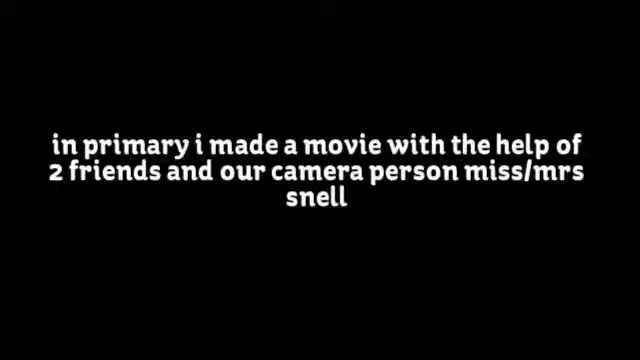 in primary i made a movie with the help of
2 friends and our camera person miss/mrs
snell